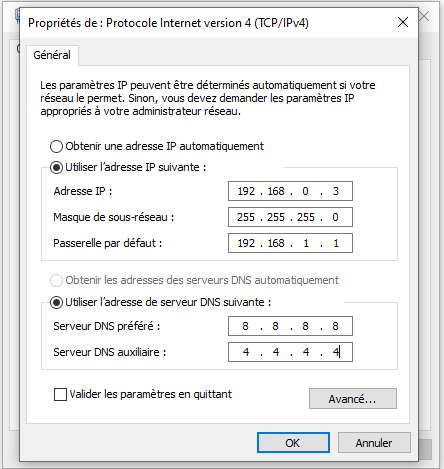 Propriétés de : Protocole Internet version 4 (TCP/IPv4)
Général
Les paramètres IP peuvent être déterminés automatiquement si votre
réseau le permet. Sinon, vous devez demander les paramètres IP
appropriés à votre administrateur réseau.
Obtenir une adresse IP automatiquement
Utiliser l'adresse IP suivante :
Adresse IP : 192 . 168 . 0 . 3
Masque de sous-réseau : 255 . 255 . 255 . 0
Passerelle par défaut : 192 . 168 . 1 . 1
Obtenir les adresses des serveurs DNS automatiquement
Utiliser l'adresse de serveur DNS suivante :
Serveur DNS préféré : 8 . 8 . 8 . 8
Serveur DNS auxiliaire : 4 . 4 . 4 . 4
Valider les paramètres en quittant
Avancé...
OK Annuler